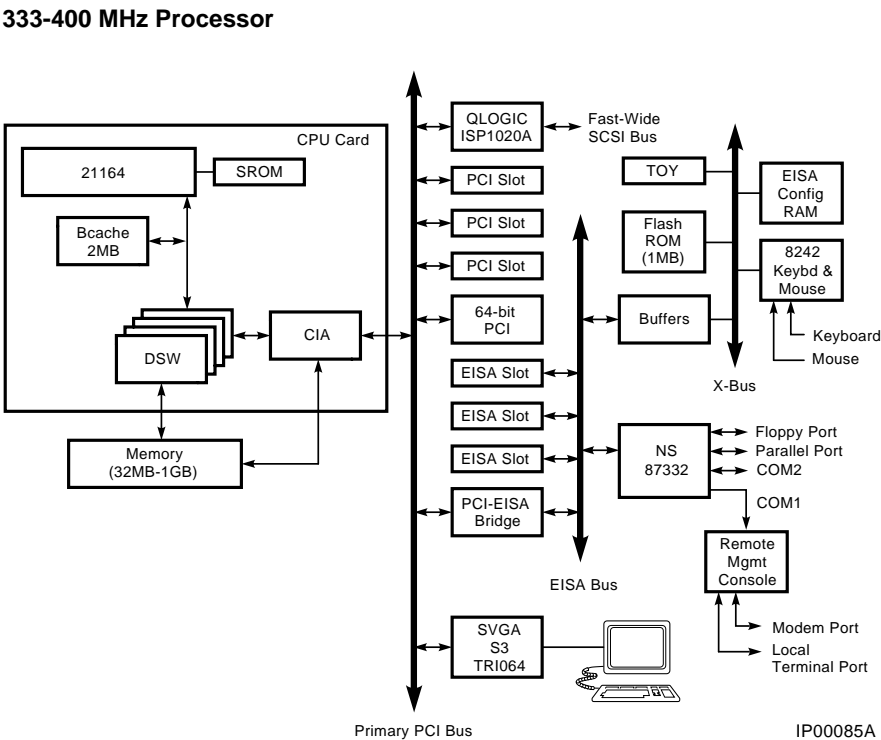 333-400 MHz Processor
CPU Card
21164
SROM
Bcache
2MB
DSW
CIA
Memory
(32MB-1GB)
QLOGIC
ISP1020A
Fast-Wide
SCSI Bus
PCI Slot
PCI Slot
PCI Slot
64-bit
PCI
EISA Slot
EISA Slot
EISA Slot
PCI-EISA
Bridge
SVGA
S3
TRI064
Primary PCI Bus
EISA Bus
TOY
Flash
ROM
(1MB)
Buffers
EISA
Config
RAM
8242
Keybd &
Mouse
Keyboard
Mouse
X-Bus
NS
87332
Floppy Port
Parallel Port
COM2
COM1
Remote
Mgmt
Console
Modem Port
Local
Terminal Port
IP00085A